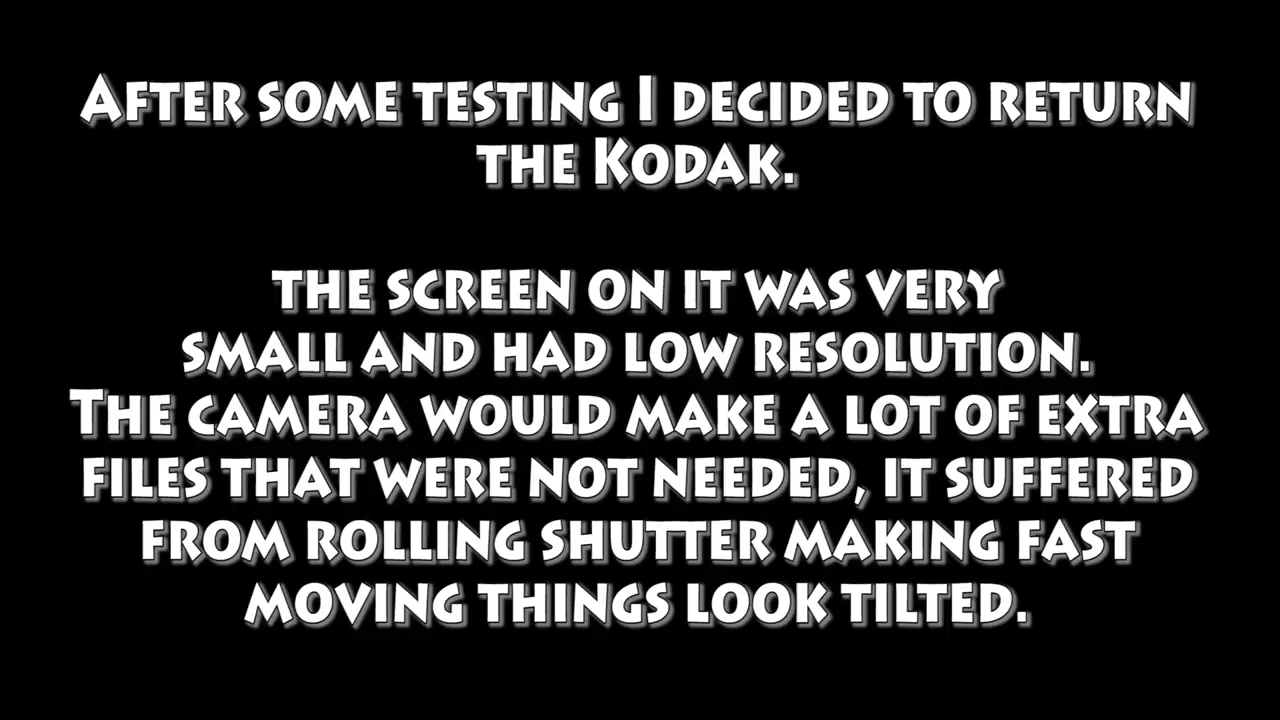 After some testing I decided to return
the Kodak.
the screen on it was very
small and had low resolution.
The camera would make a lot of extra
files that were not needed, it suffered
from rolling shutter making fast
moving things look tilted.